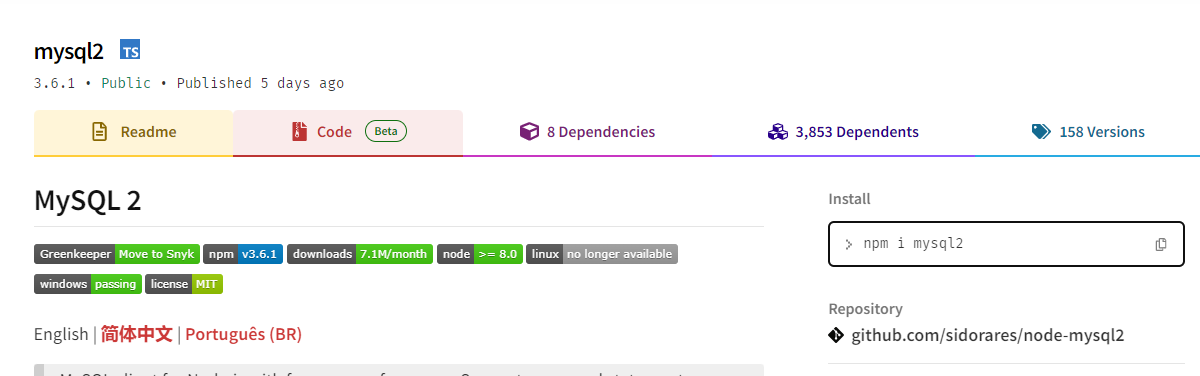 mysql2 TS
3.6.1 • Public • Published 5 days ago
Readme
Code Beta
8 Dependencies
3,853 Dependents
158 Versions
MySQL 2
Greenkeeper Move to Snyk npm v3.6.1 downloads 7.1M/month node >= 8.0 linux no longer available
windows passing license MIT
English | 简体中文 | Português (BR)
Install
npm i mysql2
Repository
github.com/sidorares/node-mysql2